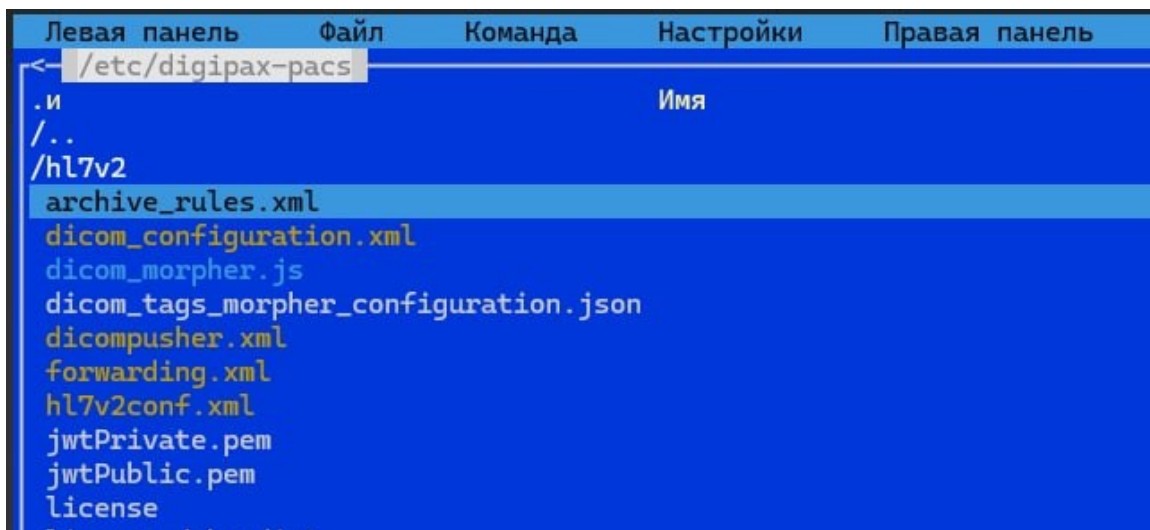 Левая панель Файл Команда Настройки Правая панель
<─ /etc/digipax-pacs
.и Имя
/..
/hl7v2
archive_rules.xml
dicom_configuration.xml
dicom_morpher.js
dicom_tags_morpher_configuration.json
dicompusher.xml
forwarding.xml
hl7v2conf.xml
jwtPrivate.pem
jwtPublic.pem
license